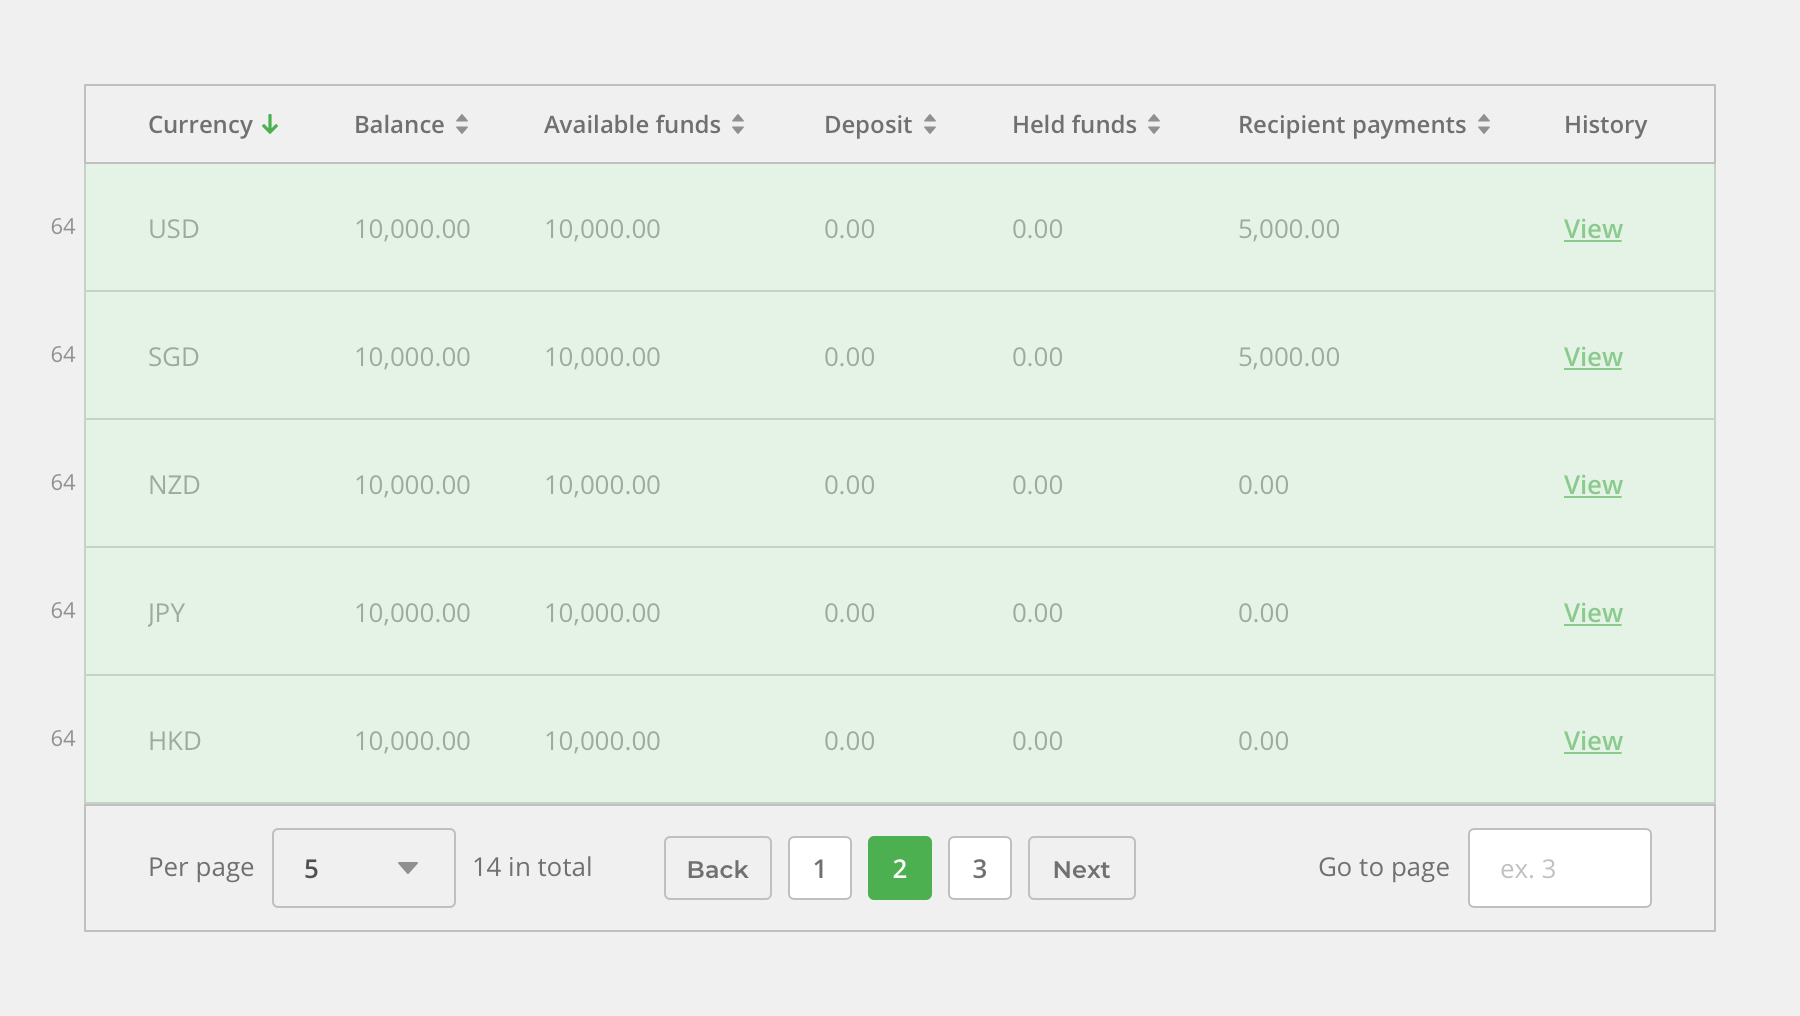 Currency Balance Available funds Deposit Held funds Recipient payments History
64 USD 10,000.00 10,000.00 0.00 0.00 5,000.00 View
64 SGD 10,000.00 10,000.00 0.00 0.00 5,000.00 View
64 NZD 10,000.00 10,000.00 0.00 0.00 0.00 View
64 JPY 10,000.00 10,000.00 0.00 0.00 0.00 View
64 HKD 10,000.00 10,000.00 0.00 0.00 0.00 View
Per page 5 14 in total Back 1 2 3 Next Go to page ex. 3